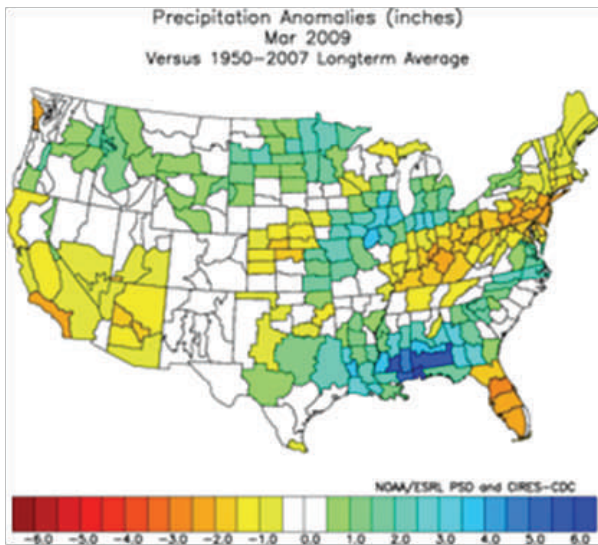 Precipitation Anomalies (inches)
Mar 2009
Versus 1950−2007 Longterm Average
NOAA/ESRL PSD and CIRES−CDC
−6.0 −5.0 −4.0 −3.0 −2.0 −1.0 0.0 1.0 2.0 3.0 4.0 5.0 6.0